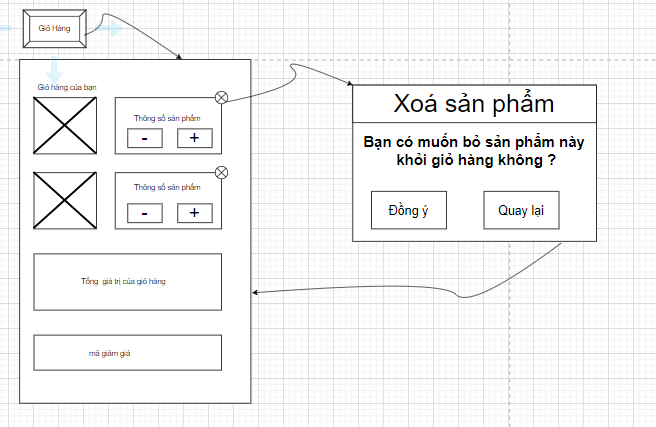 Giỏ Hàng
Giỏ hàng của bạn
Thông số sản phẩm
- +
Thông số sản phẩm
- +
Tổng giá trị của giỏ hàng
mã giảm giá
Xoá sản phẩm
Bạn có muốn bỏ sản phẩm này
khỏi giỏ hàng không ?
Đồng ý
Quay lại